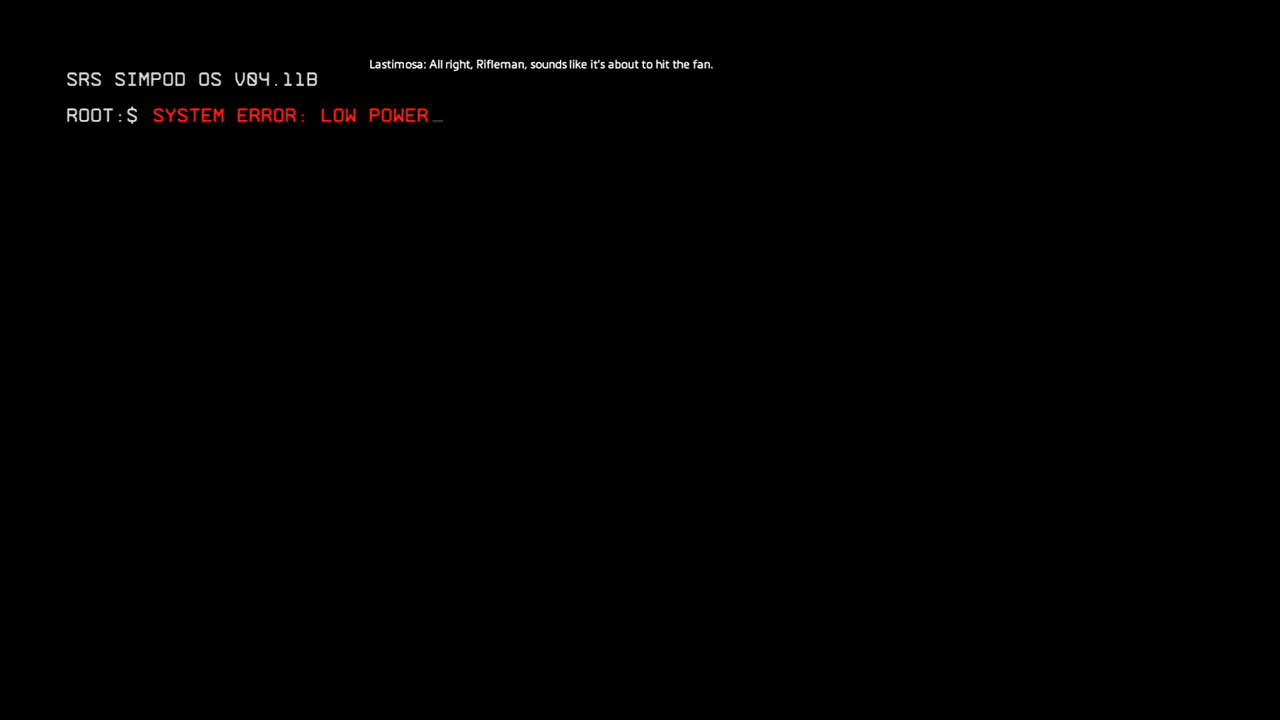 Lastimosa: All right, Rifleman, sounds like it's about to hit the fan.
SRS SIMPOD OS V04.11B
ROOT:$ SYSTEM ERROR: LOW POWER_